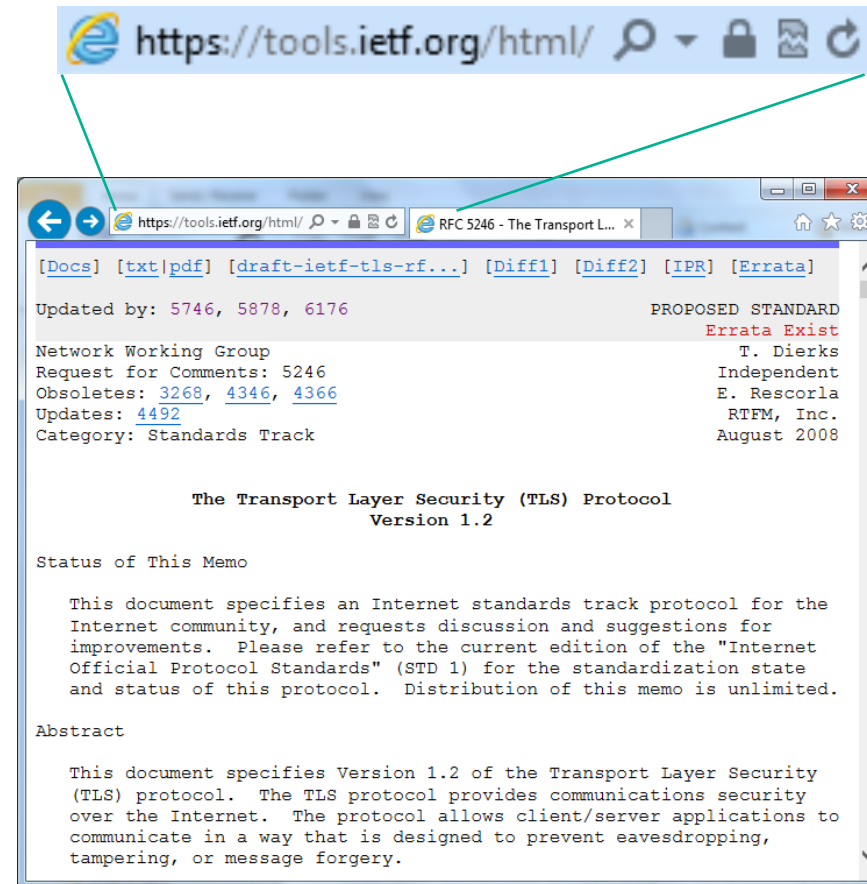 https://tools.ietf.org/html/
https://tools.ietf.org/html/ RFC 5246 - The Transport L...
[Docs] [txt|pdf] [draft-ietf-tls-rf...] [Diff1] [Diff2] [IPR] [Errata]
Updated by: 5746, 5878, 6176 PROPOSED STANDARD
Errata Exist
Network Working Group T. Dierks
Request for Comments: 5246 Independent
Obsoletes: 3268, 4346, 4366 E. Rescorla
Updates: 4492 RTFM, Inc.
Category: Standards Track August 2008
The Transport Layer Security (TLS) Protocol
Version 1.2
Status of This Memo
This document specifies an Internet standards track protocol for the
Internet community, and requests discussion and suggestions for
improvements. Please refer to the current edition of the "Internet
Official Protocol Standards" (STD 1) for the standardization state
and status of this protocol. Distribution of this memo is unlimited.
Abstract
This document specifies Version 1.2 of the Transport Layer Security
(TLS) protocol. The TLS protocol provides communications security
over the Internet. The protocol allows client/server applications to
communicate in a way that is designed to prevent eavesdropping,
tampering, or message forgery.